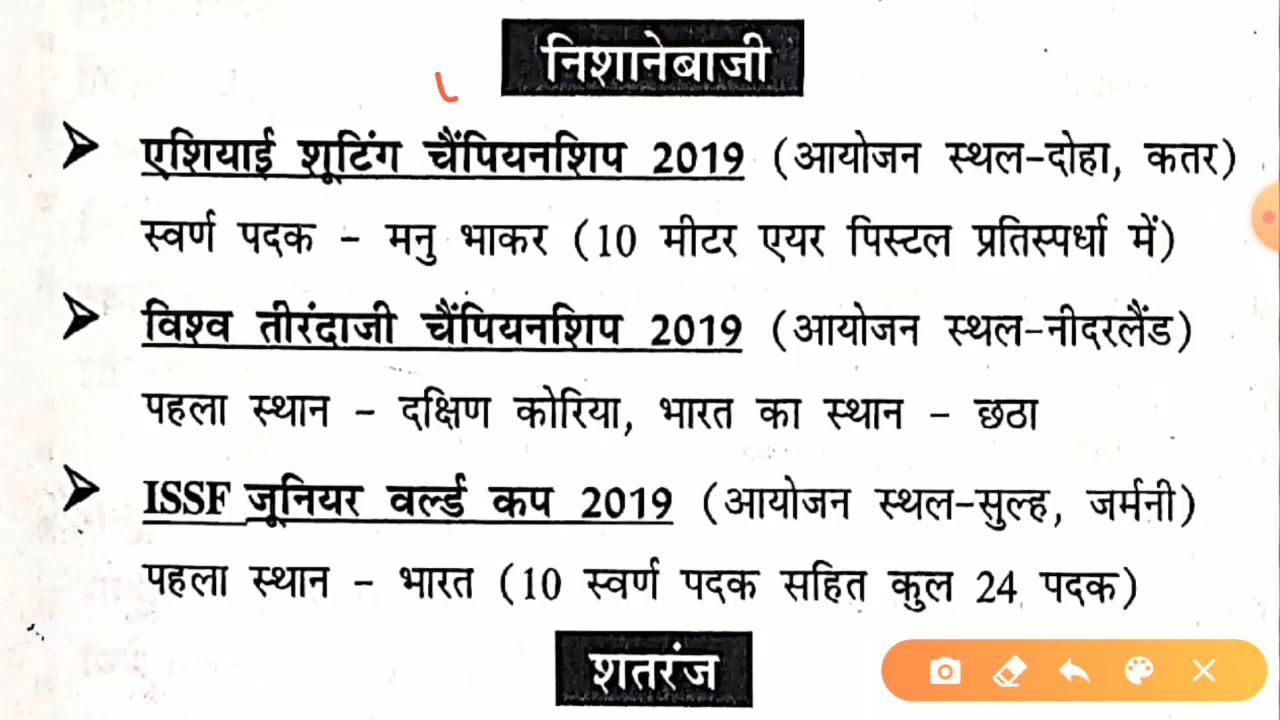 निशानेबाजी
एशियाई शूटिंग चैंपियनशिप 2019 (आयोजन स्थल-दोहा, कतर)
स्वर्ण पदक - मनु भाकर (10 मीटर एयर पिस्टल प्रतिस्पर्धा में)
विश्व तीरंदाजी चैंपियनशिप 2019 (आयोजन स्थल-नीदरलैंड)
पहला स्थान - दक्षिण कोरिया, भारत का स्थान - छठा
ISSF जूनियर वर्ल्ड कप 2019 (आयोजन स्थल-सुल्ह, जर्मनी)
पहला स्थान - भारत (10 स्वर्ण पदक सहित कुल 24 पदक)
शतरंज